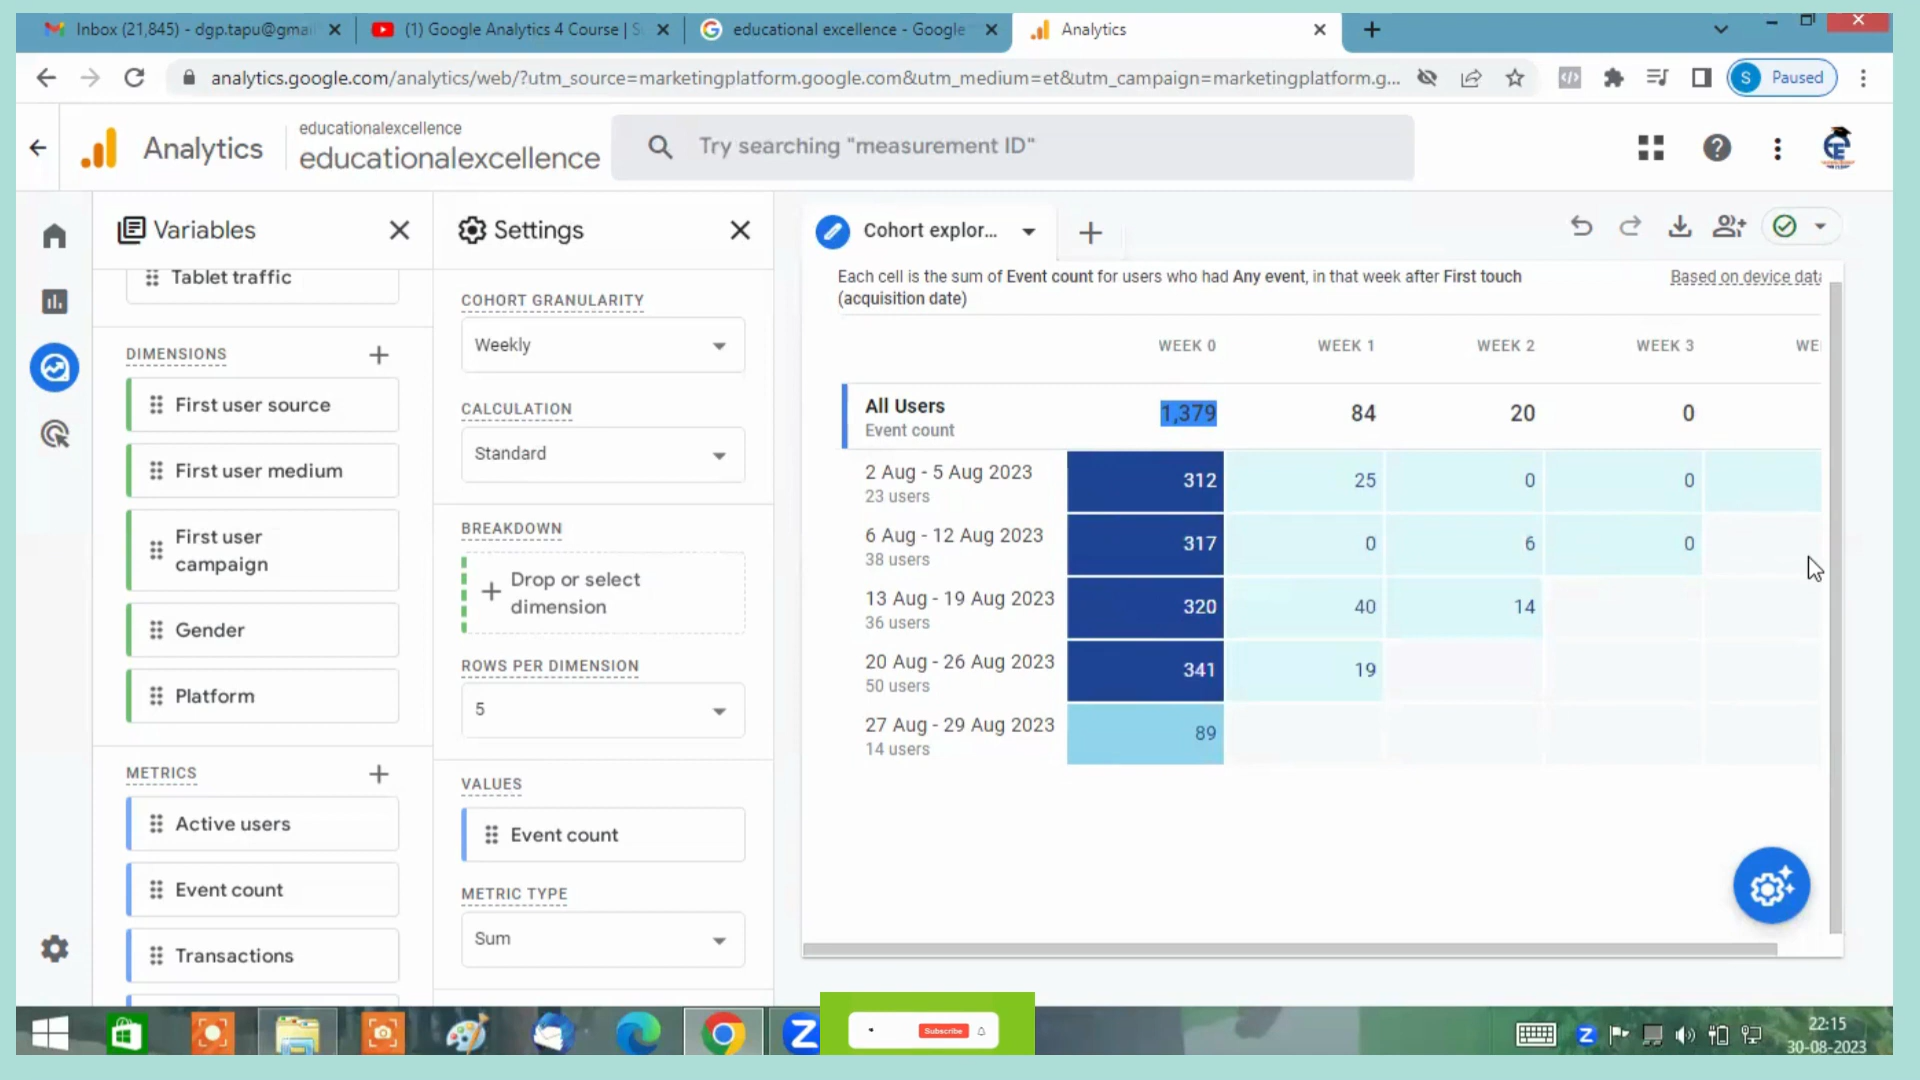 Inbox (21,845) - dgp.tapu@gmai
(1) Google Analytics 4 Course | S
educational excellence - Google
Analytics
analytics.google.com/analytics/web/?utm_source=marketingplatform.google.com&utm_medium=et&utm_campaign=marketingplatform.g...
S Paused
Analytics
educationalexcellence
educationalexcellence
Try searching "measurement ID"
Variables
Tablet traffic
DIMENSIONS
First user source
First user medium
First user
campaign
Gender
Platform
METRICS
Active users
Event count
Transactions
Settings
COHORT GRANULARITY
Weekly
CALCULATION
Standard
BREAKDOWN
Drop or select
dimension
ROWS PER DIMENSION
5
VALUES
Event count
METRIC TYPE
Sum
Cohort explor...
Each cell is the sum of Event count for users who had Any event, in that week after First touch
(acquisition date)
Based on device data
WEEK 0 WEEK 1 WEEK 2 WEEK 3 WE
All Users 1,379 84 20 0
Event count
2 Aug - 5 Aug 2023 312 25 0 0
23 users
6 Aug - 12 Aug 2023 317 0 6 0
38 users
13 Aug - 19 Aug 2023 320 40 14
36 users
20 Aug - 26 Aug 2023 341 19
50 users
27 Aug - 29 Aug 2023 89
14 users
Subscribe
22:15
30-08-2023